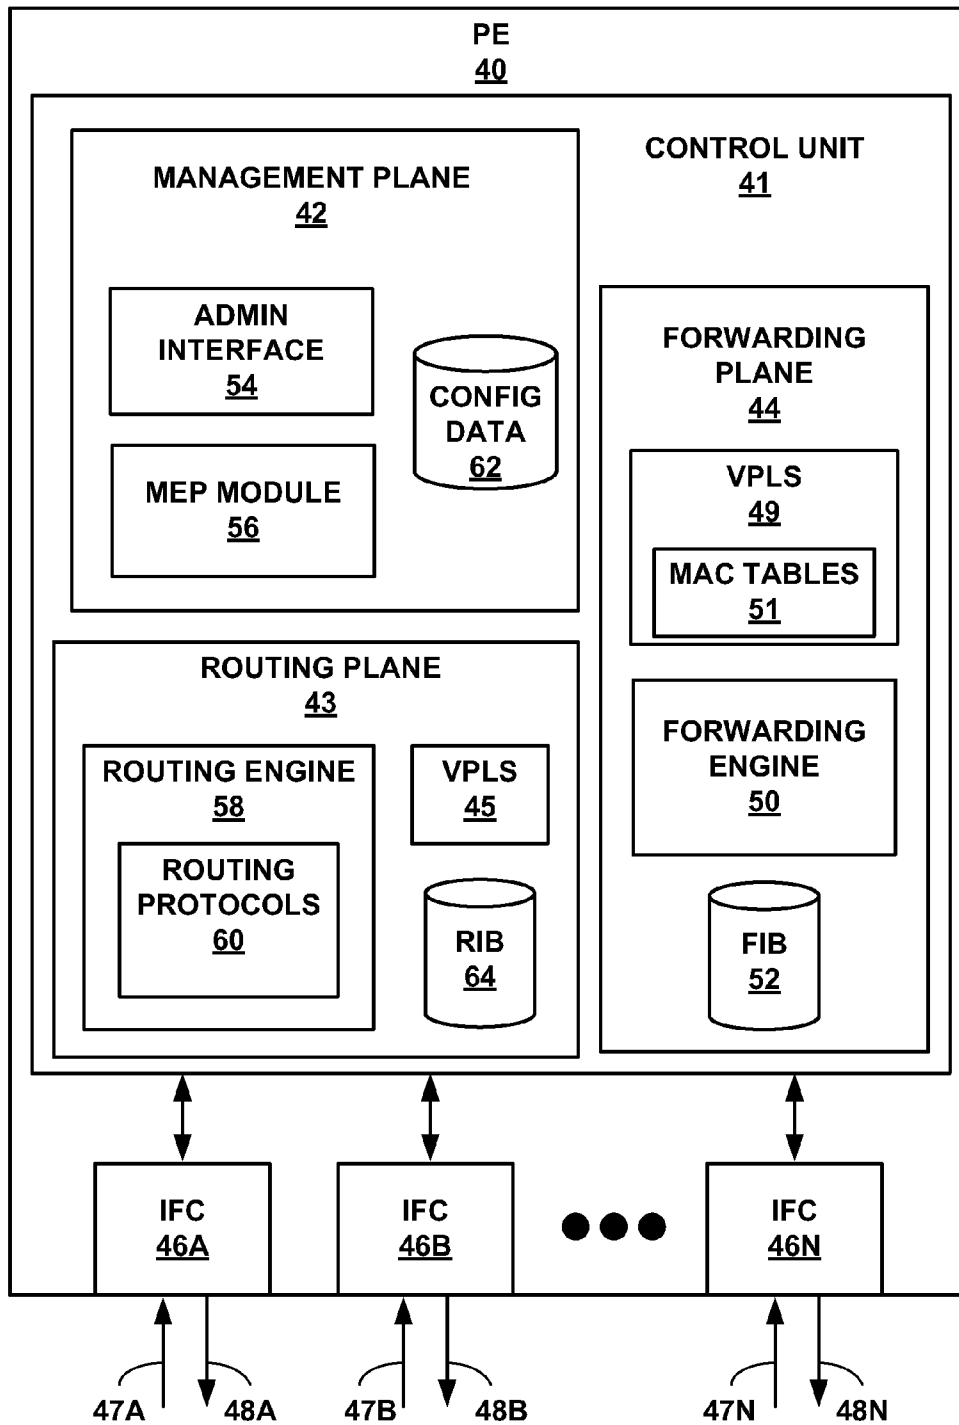 PE
40
CONTROL UNIT
41
MANAGEMENT PLANE
42
ADMIN
INTERFACE
54
CONFIG
DATA
62
MEP MODULE
56
FORWARDING
PLANE
44
VPLS
49
MAC TABLES
51
FORWARDING
ENGINE
50
FIB
52
ROUTING PLANE
43
ROUTING ENGINE
58
ROUTING
PROTOCOLS
60
VPLS
45
RIB
64
IFC
46A
IFC
46B
IFC
46N
47A
48A
47B
48B
47N
48N